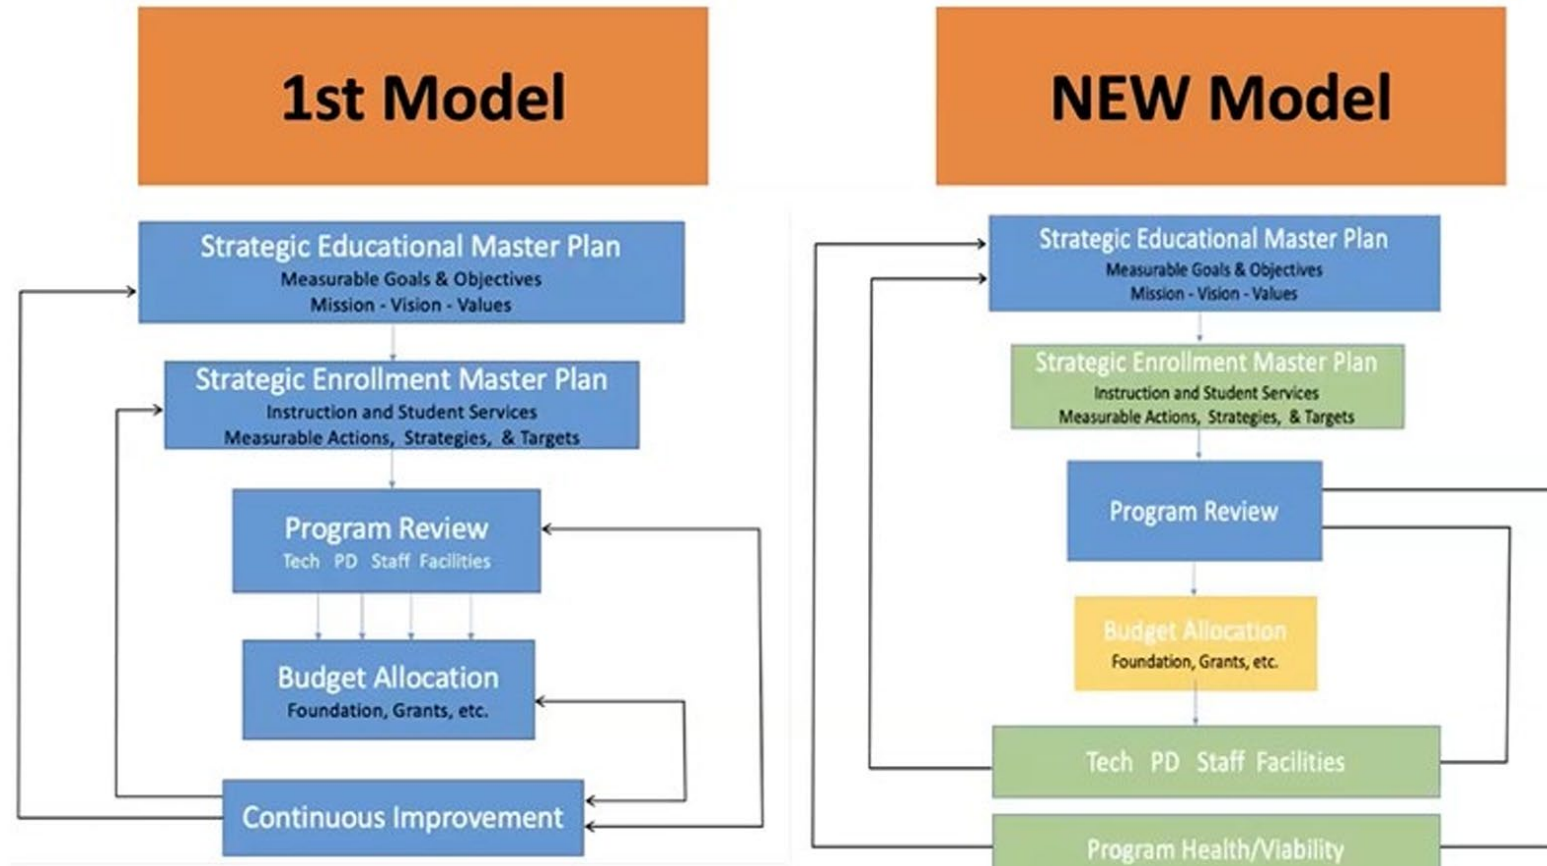 1st Model
Strategic Educational Master Plan
Measurable Goals & Objectives
Mission - Vision - Values
Strategic Enrollment Master Plan
Instruction and Student Services
Measurable Actions, Strategies, & Targets
Program Review
Tech PD Staff Facilities
Budget Allocation
Foundation, Grants, etc.
Continuous Improvement
NEW Model
Strategic Educational Master Plan
Measurable Goals & Objectives
Mission - Vision - Values
Strategic Enrollment Master Plan
Instruction and Student Services
Measurable Actions, Strategies, & Targets
Program Review
Budget Allocation
Foundation, Grants, etc.
Tech PD Staff Facilities
Program Health/Viability